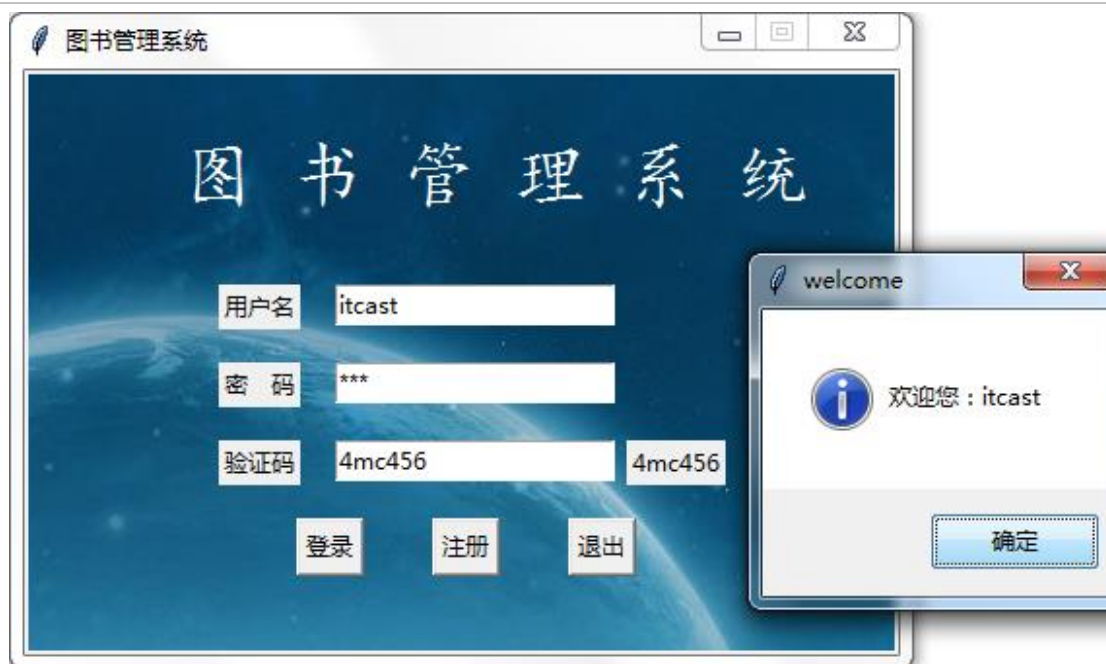 图书管理系统
图书管理系统
welcome
用户名 itcast
密 码 ***
欢迎您：itcast
验证码 4mc456 4mc456
登录 注册 退出
确定